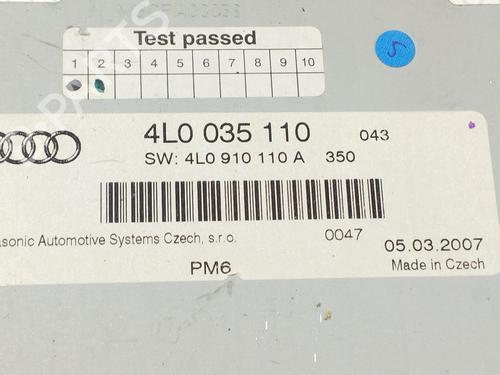 Test passed
1 2 3 4 5 6 7 8 9 10
5
4L0 035 110 043
SW: 4L0 910 110 A 350
asonic Automotive Systems Czech, s.r.o. 0047
05.03.2007
PM6
Made in Czech